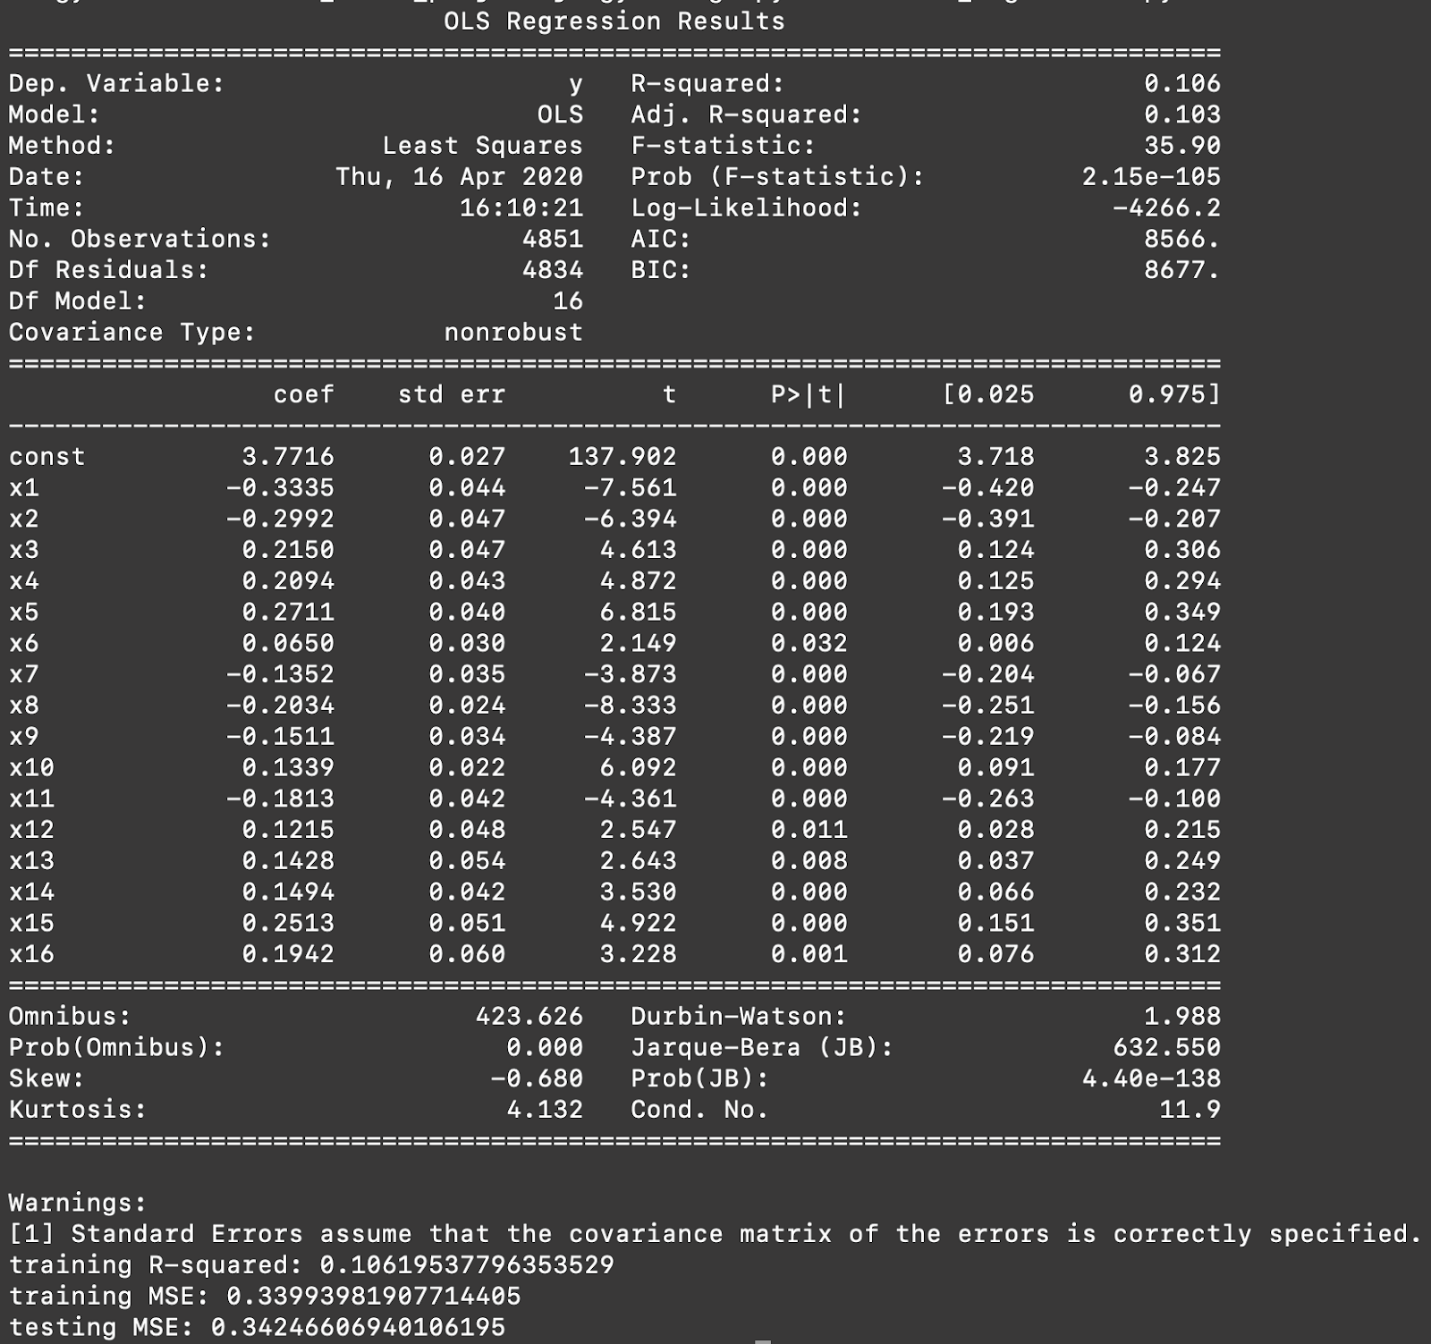 OLS Regression Results
==============================================================================
Dep. Variable:                      y   R-squared:                       0.106
Model:                            OLS   Adj. R-squared:                  0.103
Method:                 Least Squares   F-statistic:                     35.90
Date:                Thu, 16 Apr 2020   Prob (F-statistic):          2.15e-105
Time:                        16:10:21   Log-Likelihood:                -4266.2
No. Observations:                4851   AIC:                             8566.
Df Residuals:                    4834   BIC:                             8677.
Df Model:                          16
Covariance Type:            nonrobust
==============================================================================
                 coef    std err          t      P>|t|      [0.025      0.975]
------------------------------------------------------------------------------
const          3.7716      0.027    137.902      0.000       3.718       3.825
x1            -0.3335      0.044     -7.561      0.000      -0.420      -0.247
x2            -0.2992      0.047     -6.394      0.000      -0.391      -0.207
x3             0.2150      0.047      4.613      0.000       0.124       0.306
x4             0.2094      0.043      4.872      0.000       0.125       0.294
x5             0.2711      0.040      6.815      0.000       0.193       0.349
x6             0.0650      0.030      2.149      0.032       0.006       0.124
x7            -0.1352      0.035     -3.873      0.000      -0.204      -0.067
x8            -0.2034      0.024     -8.333      0.000      -0.251      -0.156
x9            -0.1511      0.034     -4.387      0.000      -0.219      -0.084
x10            0.1339      0.022      6.092      0.000       0.091       0.177
x11           -0.1813      0.042     -4.361      0.000      -0.263      -0.100
x12            0.1215      0.048      2.547      0.011       0.028       0.215
x13            0.1428      0.054      2.643      0.008       0.037       0.249
x14            0.1494      0.042      3.530      0.000       0.066       0.232
x15            0.2513      0.051      4.922      0.000       0.151       0.351
x16            0.1942      0.060      3.228      0.001       0.076       0.312
==============================================================================
Omnibus:                      423.626   Durbin-Watson:                   1.988
Prob(Omnibus):                  0.000   Jarque-Bera (JB):              632.550
Skew:                          -0.680   Prob(JB):                    4.40e-138
Kurtosis:                       4.132   Cond. No.                         11.9
==============================================================================
Warnings:
[1] Standard Errors assume that the covariance matrix of the errors is correctly specified.
training R-squared: 0.10619537796353529
training MSE: 0.33993981907714405
testing MSE: 0.34246606940106195